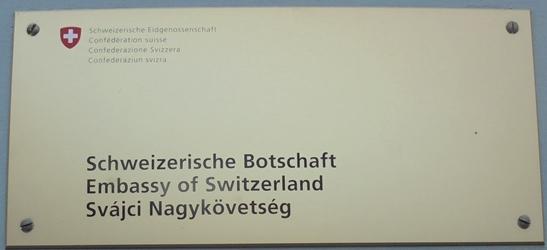 Schweizerische Eidgenossenschaft
Confédération suisse
Confederazione Svizzera
Confederaziun svizra
Schweizerische Botschaft
Embassy of Switzerland
Svájci Nagykövetség